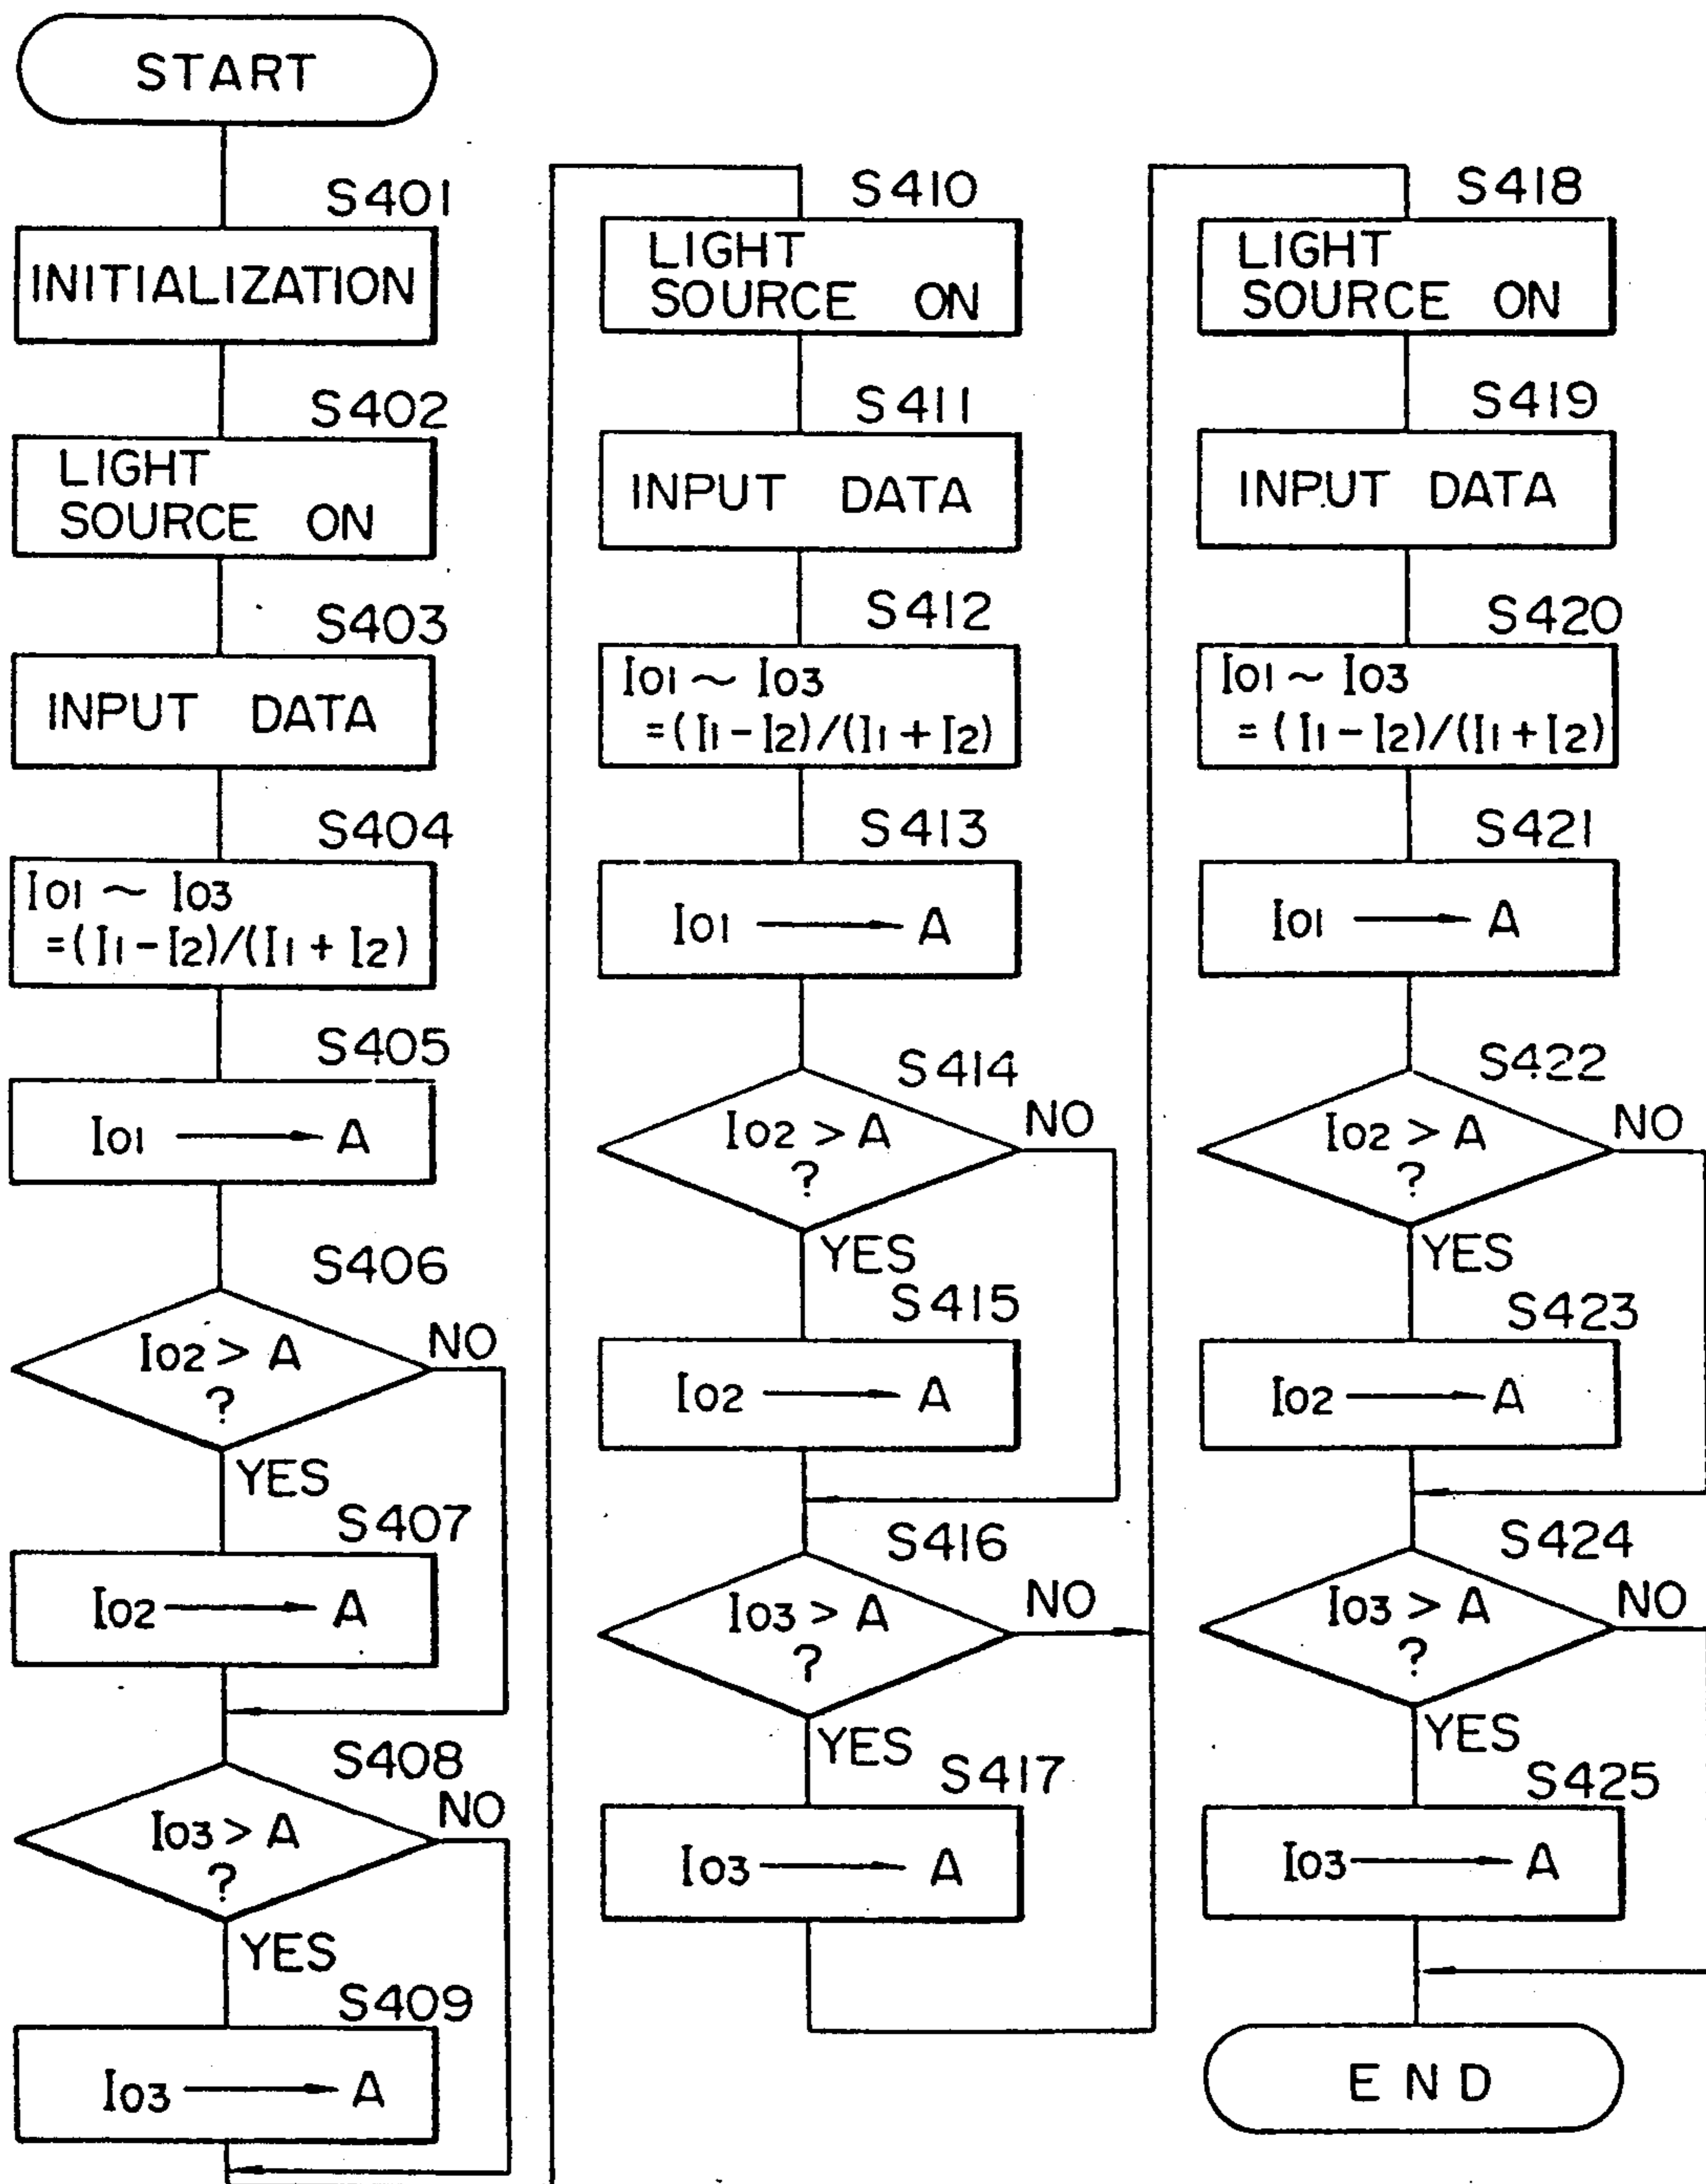 START
S401
INITIALIZATION
S402
LIGHT
SOURCE ON
S403
INPUT DATA
S404
I01 ~ I03
=(I1-I2)/(I1+I2)
S405
I01 → A
S406
I02 > A
?
NO
YES
S407
I02 → A
S408
I03 > A
?
NO
YES
S409
I03 → A
S410
LIGHT
SOURCE ON
S411
INPUT DATA
S412
I01 ~ I03
=(I1-I2)/(I1+I2)
S413
I01 → A
S414
I02 > A
?
NO
YES
S415
I02 → A
S416
I03 > A
?
NO
YES
S417
I03 → A
S418
LIGHT
SOURCE ON
S419
INPUT DATA
S420
I01 ~ I03
=(I1-I2)/(I1+I2)
S421
I01 → A
S422
I02 > A
?
NO
YES
S423
I02 → A
S424
I03 > A
?
NO
YES
S425
I03 → A
END